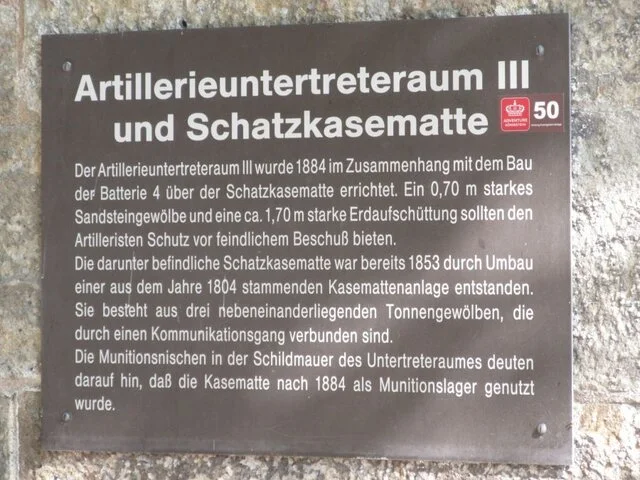 Artillerieuntertreteraum III
und Schatzkasematte
ADVENTURE
KÖNIGSTEIN
50
Der Artillerieuntertreteraum III wurde 1884 im Zusammenhang mit dem Bau
der Batterie 4 über der Schatzkasematte errichtet. Ein 0,70 m starkes
Sandsteingewölbe und eine ca. 1,70 m starke Erdaufschüttung sollten den
Artilleristen Schutz vor feindlichem Beschuß bieten.
Die darunter befindliche Schatzkasematte war bereits 1853 durch Umbau
einer aus dem Jahre 1804 stammenden Kasemattenanlage entstanden.
Sie besteht aus drei nebeneinanderliegenden Tonnengewölben, die
durch einen Kommunikationsgang verbunden sind.
Die Munitionsnischen in der Schildmauer des Untertreteraumes deuten
darauf hin, daß die Kasematte nach 1884 als Munitionslager genutzt
wurde.